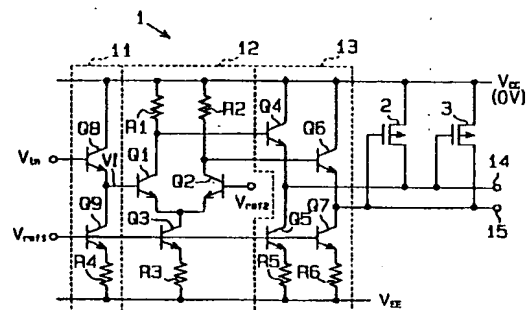 1
11 12 13
R1 R2 Q4 2 3 VCC
(0V)
Q8 Q6
Vin
V1 Q1 Q2 14
Q9 Vref2 15
Vref1 Q3 Q5 Q7
R4 R3 R5 R6
VEE